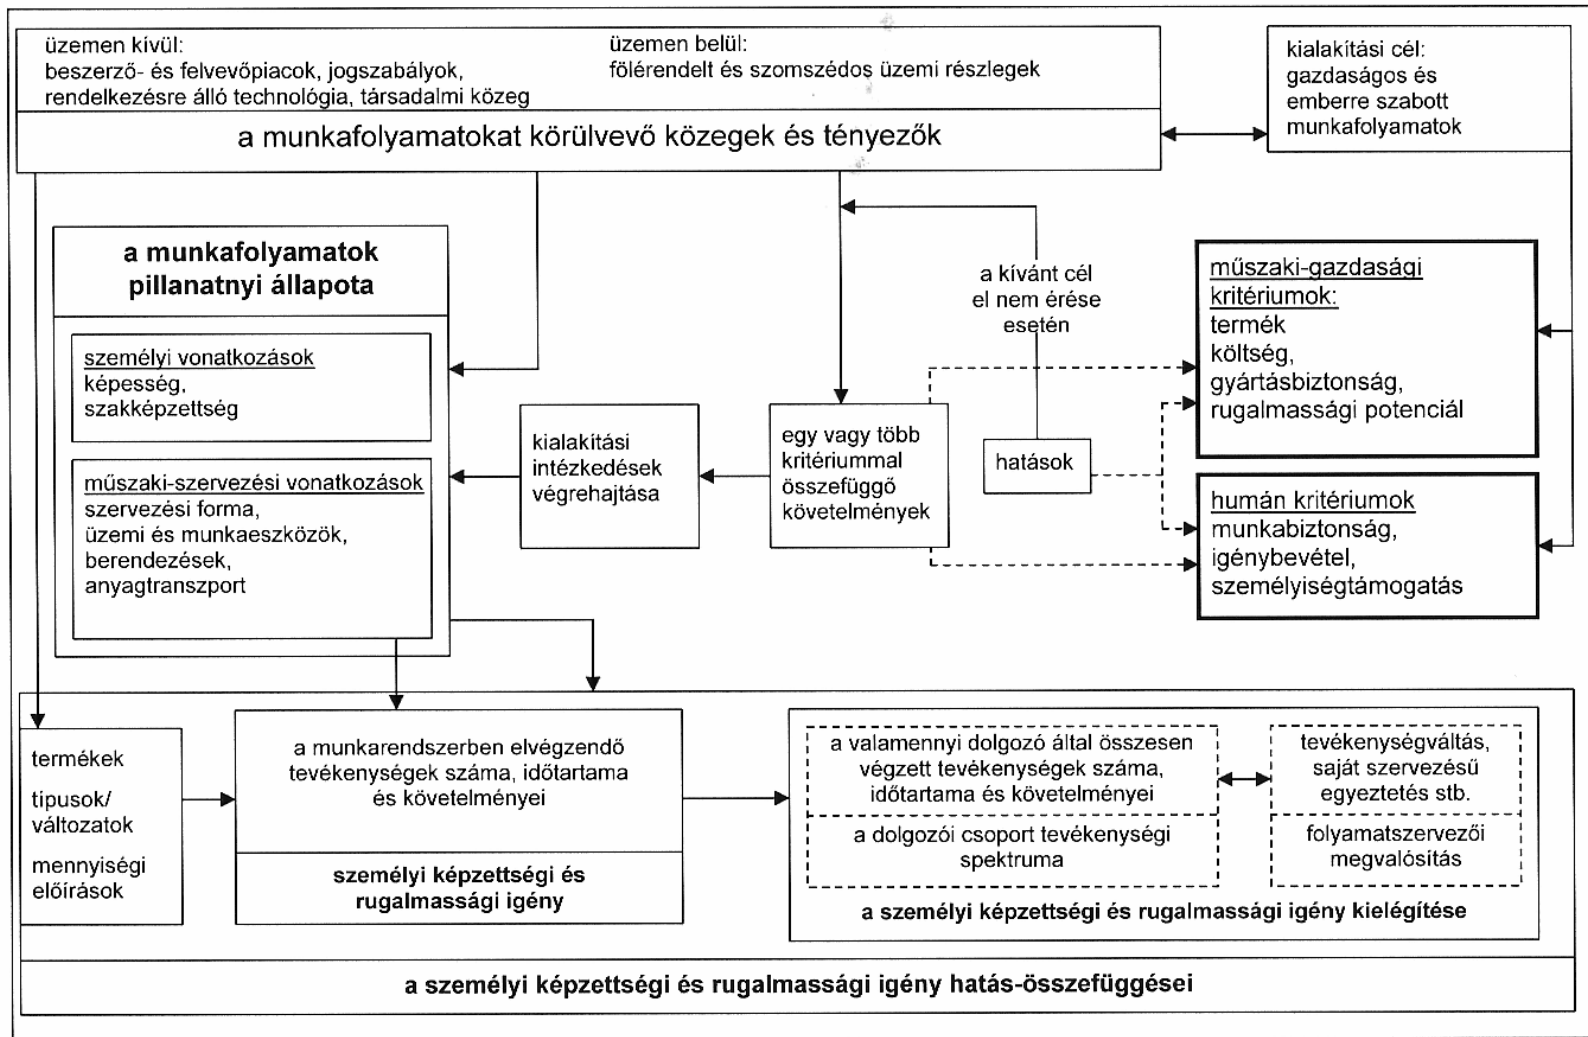 üzemen kívül:
beszerző- és felvevőpiacok, jogszabályok,
rendelkezésre álló technológia, társadalmi közeg
üzemen belül:
fölérendelt és szomszédos üzemi részlegek
a munkafolyamatokat körülvevő közegek és tényezők
kialakítási cél:
gazdaságos és
emberre szabott
munkafolyamatok
a munkafolyamatok
pillanatnyi állapota
személyi vonatkozások
képesség,
szakképzettség
műszaki-szervezési vonatkozások
szervezési forma,
üzemi és munkaeszközök,
berendezések,
anyagtranszport
kialakítási
intézkedések
végrehajtása
egy vagy több
kritériummal
összefüggő
követelmények
a kívánt cél
el nem érése
esetén
hatások
műszaki-gazdasági
kritériumok:
termék
költség,
gyártásbiztonság,
rugalmassági potenciál
humán kritériumok
munkabiztonság,
igénybevétel,
személyiségtámogatás
termékek
típusok/
változatok
mennyiségi
előírások
a munkarendszerben elvégzendő
tevékenységek száma, időtartama
és követelményei
személyi képzettségi és
rugalmassági igény
a valamennyi dolgozó által összesen
végzett tevékenységek száma,
időtartama és követelményei
a dolgozói csoport tevékenységi
spektruma
tevékenységváltás,
saját szervezésű
egyeztetés stb.
folyamatszervezői
megvalósítás
a személyi képzettségi és rugalmassági igény kielégítése
a személyi képzettségi és rugalmassági igény hatás-összefüggései